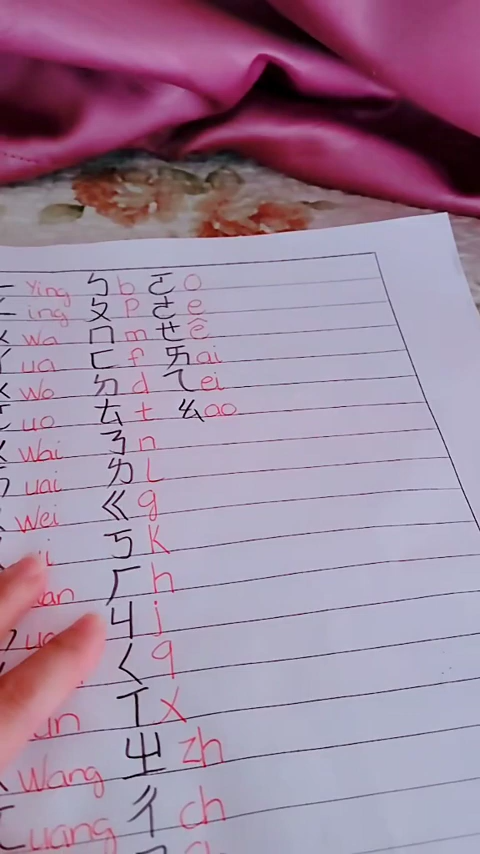 Ying ㄅ b ㄛ o
ing ㄆ p ㄜ e
wa ㄇ m ㄝ ê
ua ㄈ f ㄞ ai
Wo ㄉ d ㄟ ei
uo ㄊ t ㄠ ao
Wai ㄋ n
uai ㄌ L
Wei ㄍ g
ㄎ k
ㄏ h
ㄐ j
ㄑ q
ㄒ x
Wang ㄓ zh
uang ㄔ ch